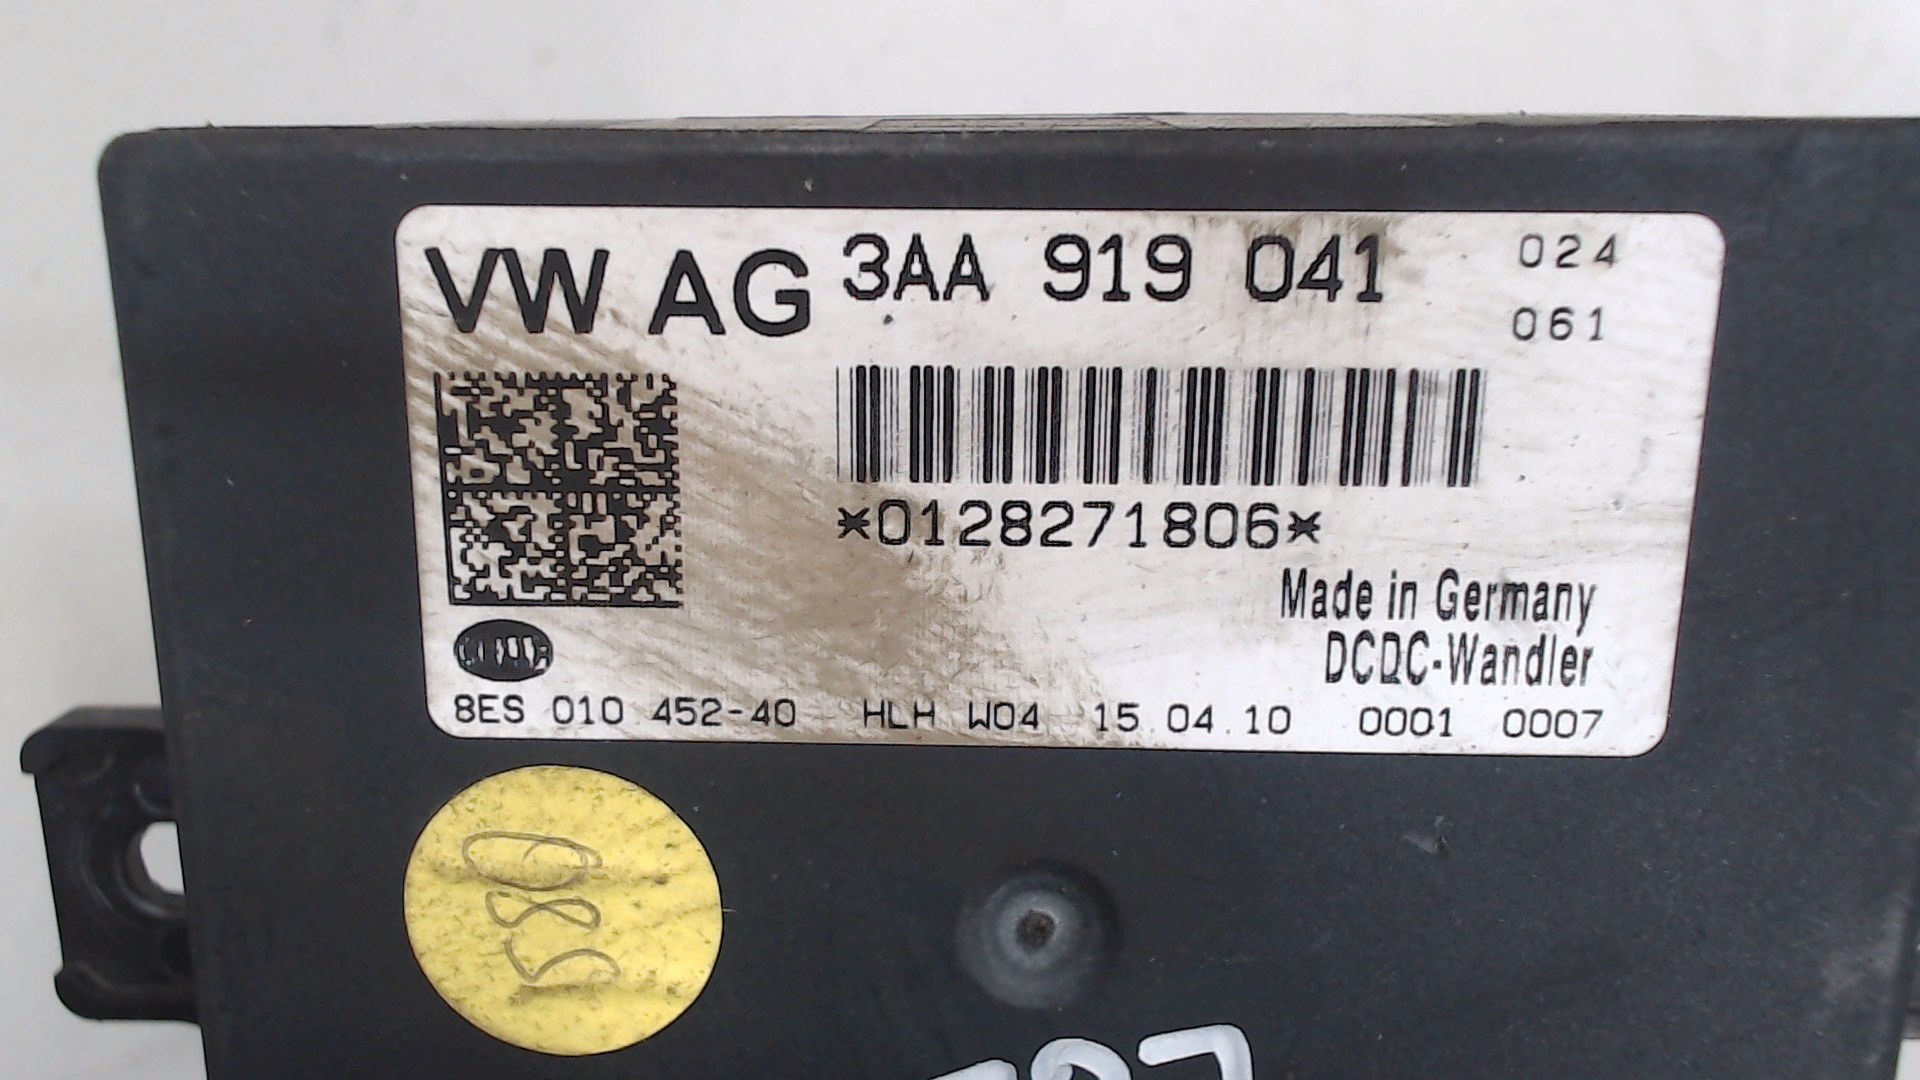 VW AG 3AA 919 041 024
061
*0128271806*
Made in Germany
DCDC-Wandler
8ES 010 452-40 HLH W04 15.04.10 0001 0007
580